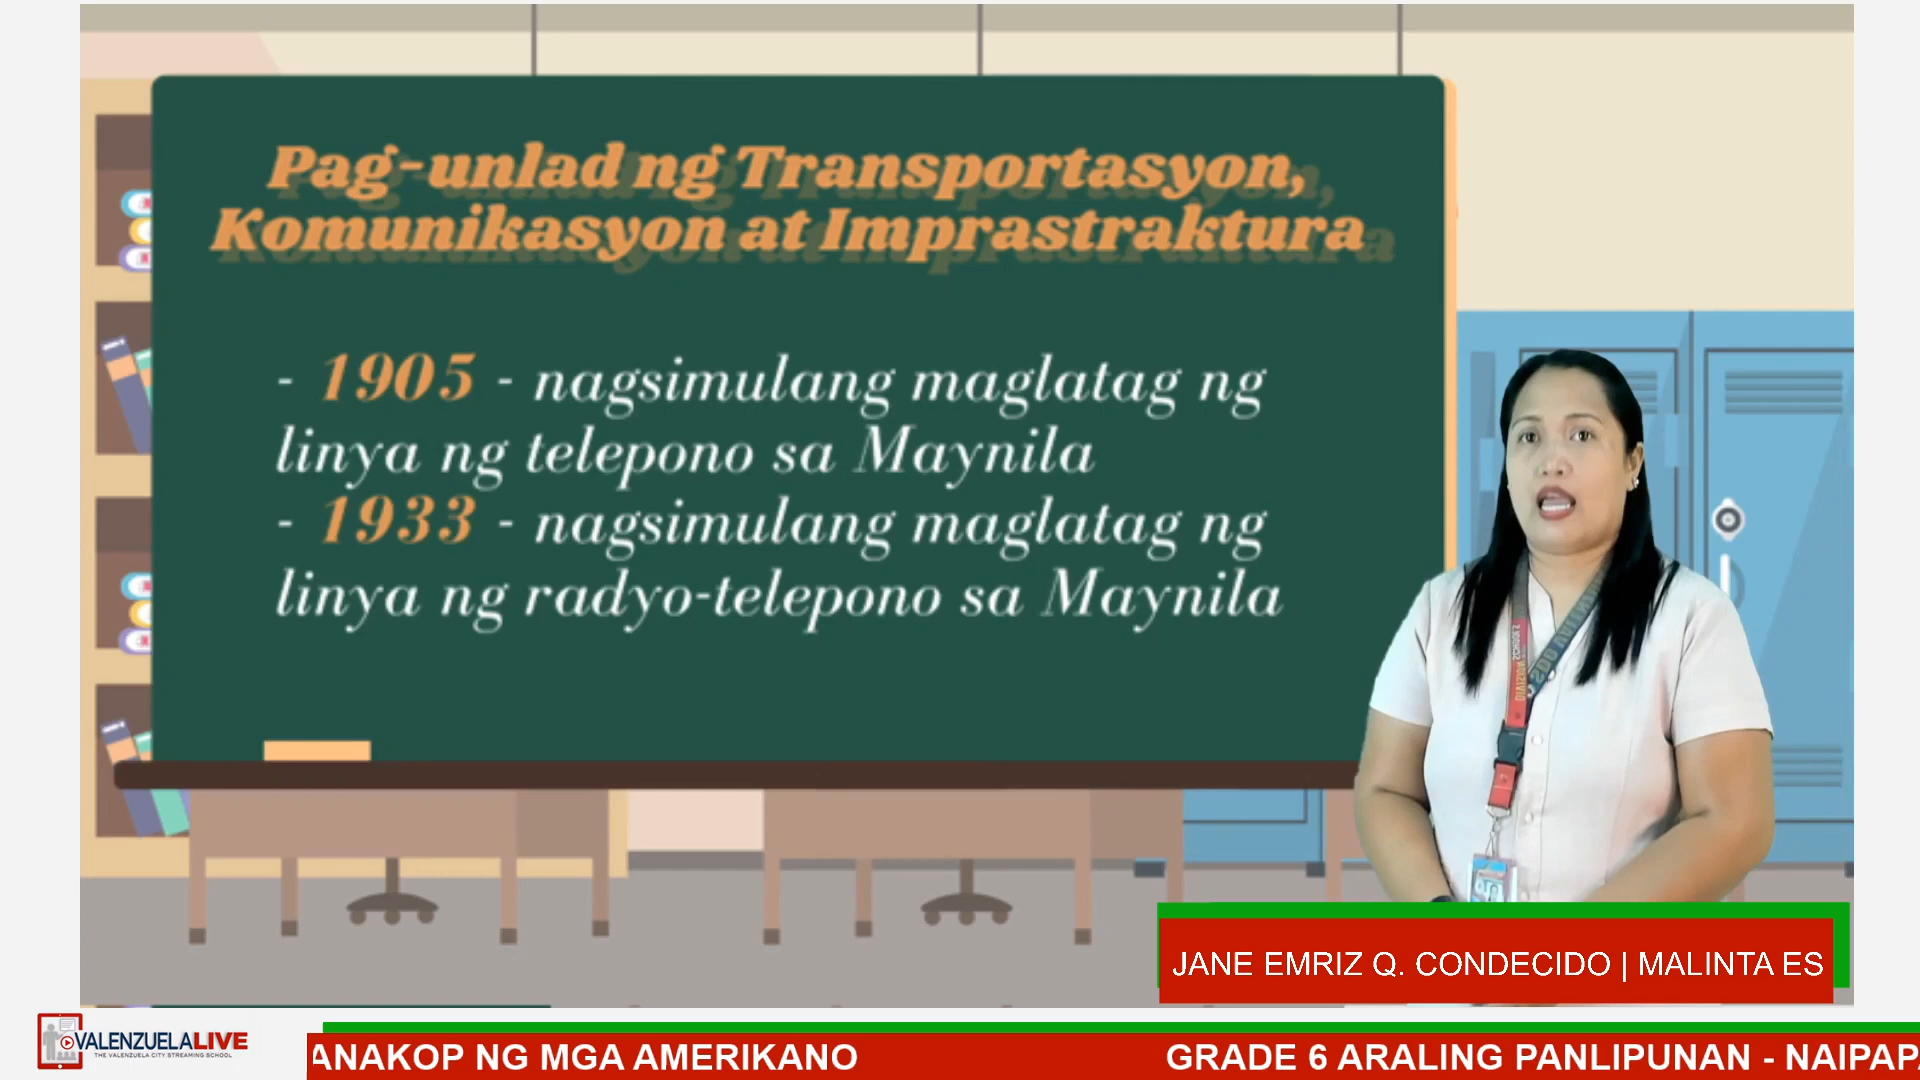 Pag-unlad ng Transportasyon,
Komunikasyon at Imprastraktura
- 1905 - nagsimulang maglatag ng
linya ng telepono sa Maynila
- 1933 - nagsimulang maglatag ng
linya ng radyo-telepono sa Maynila
JANE EMRIZ Q. CONDECIDO | MALINTA ES
VALENZUELALIVE
THE VALENZUELA CITY STREAMING SCHOOL
ANAKOP NG MGA AMERIKANO
GRADE 6 ARALING PANLIPUNAN - NAIPAP